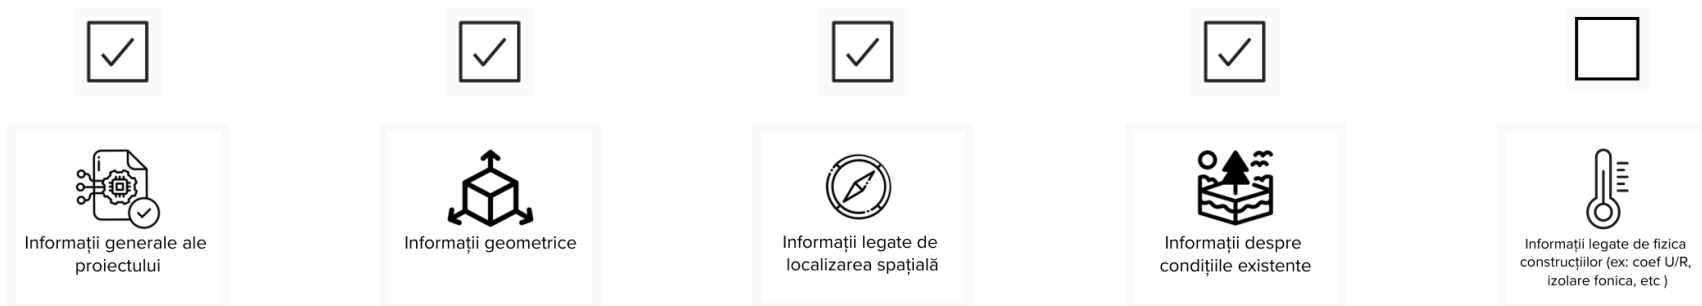 Informații generale ale
proiectului
Informații geometrice
Informații legate de
localizarea spațială
Informații despre
condițiile existente
Informații legate de fizica
construcțiilor (ex: coef U/R,
izolare fonica, etc )